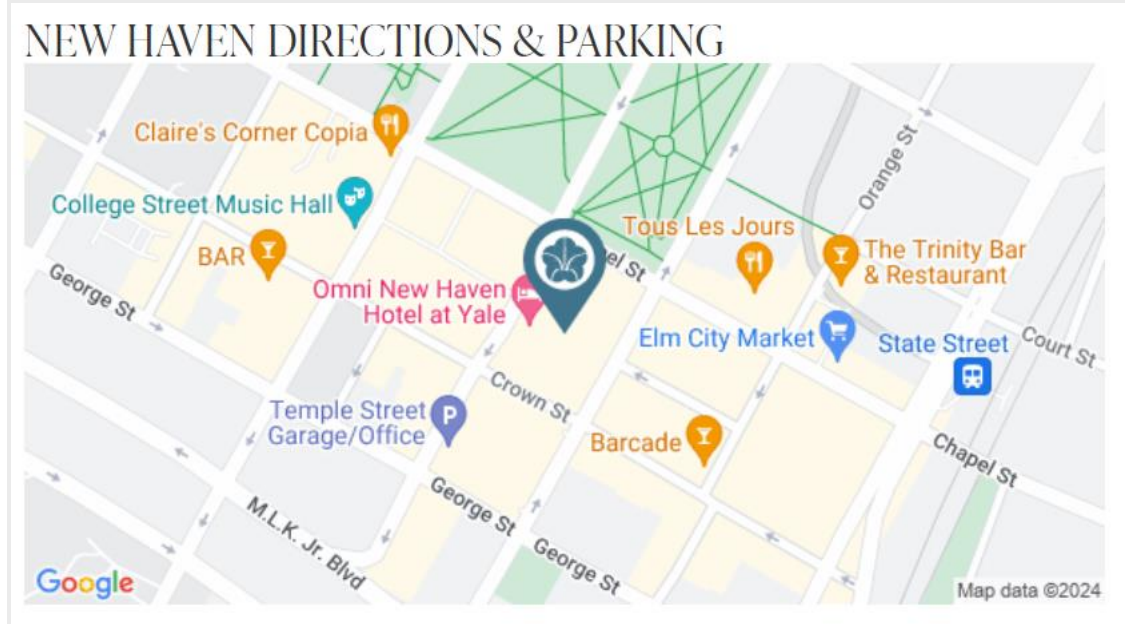 NEW HAVEN DIRECTIONS & PARKING
Claire's Corner Copia
College Street Music Hall
BAR
George St
Omni New Haven
Hotel at Yale
el St
Tous Les Jours
Orange St
The Trinity Bar
& Restaurant
Elm City Market
State Street
Court St
Crown St
Temple Street
Garage/Office
P
Barcade
Chapel St
George St
George St
M.L.K. Jr. Blvd
Google
Map data ©2024